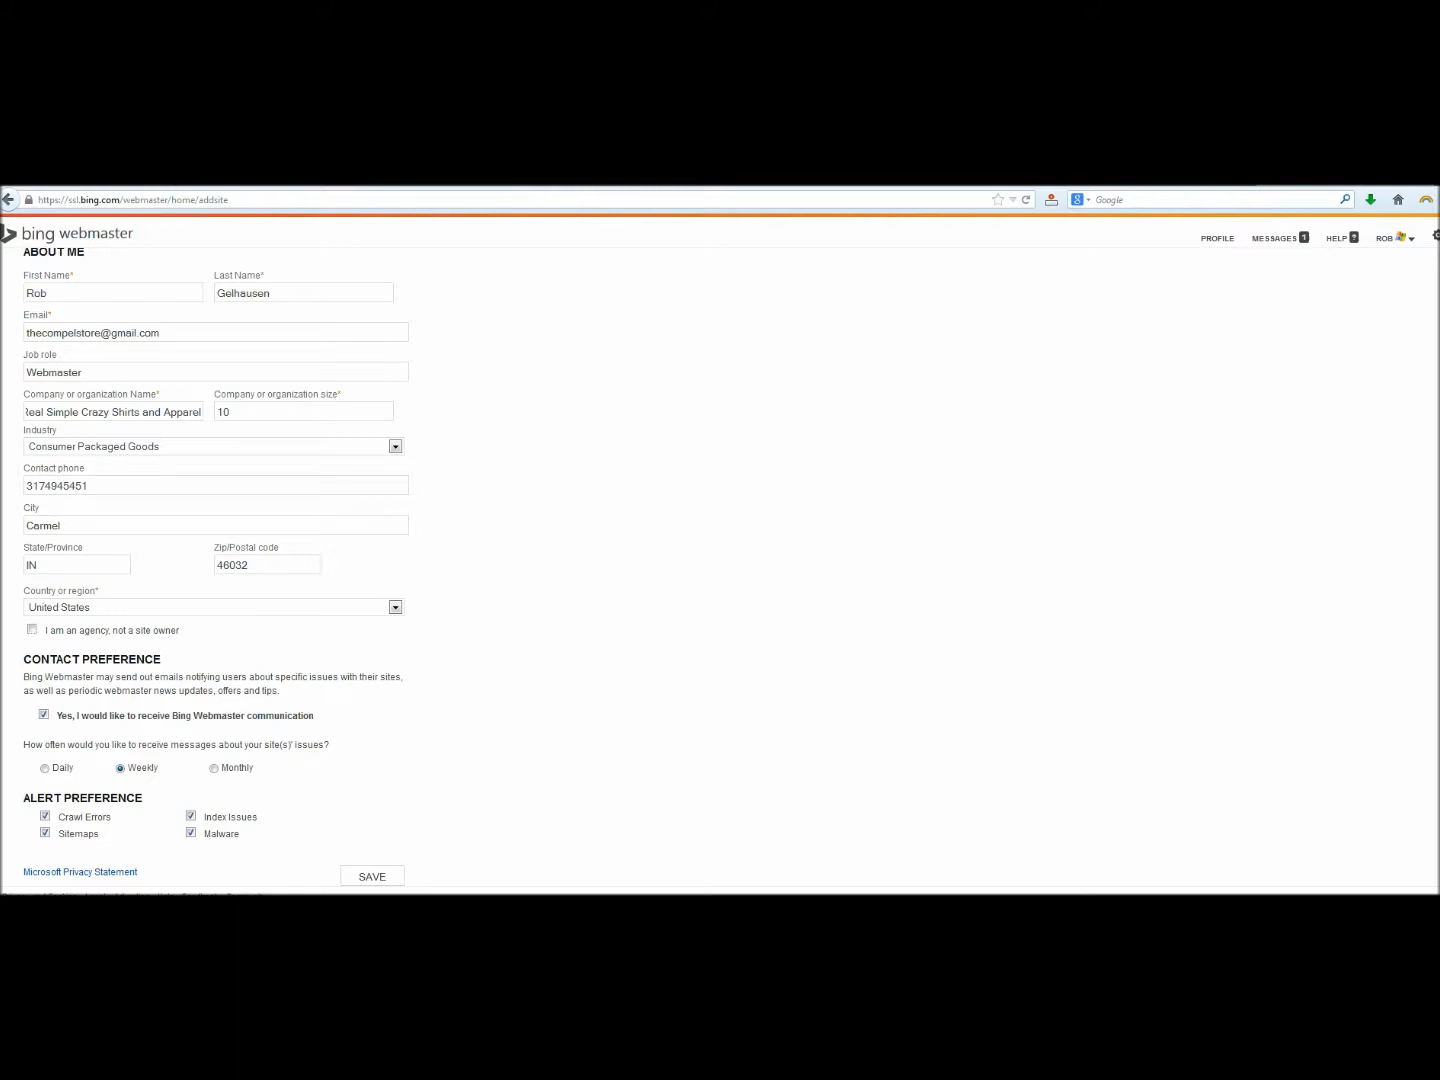 https://ssl.bing.com/webmaster/home/addsite
Google
bing webmaster
PROFILE MESSAGES 1 HELP ? ROB
ABOUT ME
First Name* Last Name*
Rob Gelhausen
Email*
thecompelstore@gmail.com
Job role
Webmaster
Company or organization Name* Company or organization size*
Real Simple Crazy Shirts and Apparel 10
Industry
Consumer Packaged Goods
Contact phone
3174945451
City
Carmel
State/Province Zip/Postal code
IN 46032
Country or region*
United States
I am an agency, not a site owner
CONTACT PREFERENCE
Bing Webmaster may send out emails notifying users about specific issues with their sites,
as well as periodic webmaster news updates, offers and tips.
Yes, I would like to receive Bing Webmaster communication
How often would you like to receive messages about your site(s)' issues?
Daily Weekly Monthly
ALERT PREFERENCE
Crawl Errors Index Issues
Sitemaps Malware
Microsoft Privacy Statement SAVE